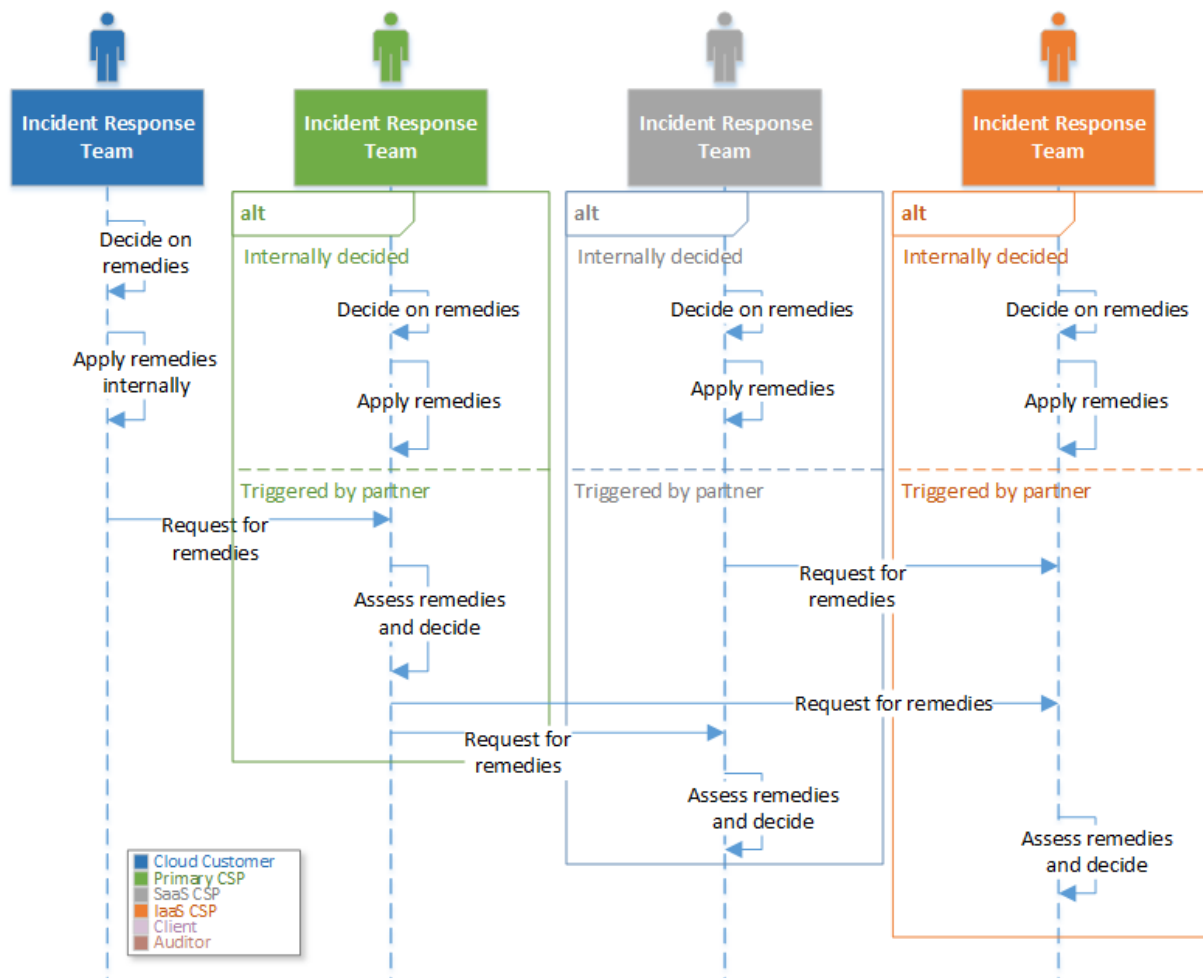 Incident Response
Team
Incident Response
Team
Incident Response
Team
Incident Response
Team
alt
alt
alt
Internally decided
Internally decided
Internally decided
Decide on
remedies
Decide on remedies
Decide on remedies
Decide on remedies
Apply remedies
internally
Apply remedies
Apply remedies
Apply remedies
Triggered by partner
Triggered by partner
Triggered by partner
Request for
remedies
Request for
remedies
Assess remedies
and decide
Request for remedies
Request for
remedies
Assess remedies
and decide
Assess remedies
and decide
Cloud Customer
Primary CSP
SaaS CSP
IaaS CSP
Client
Auditor